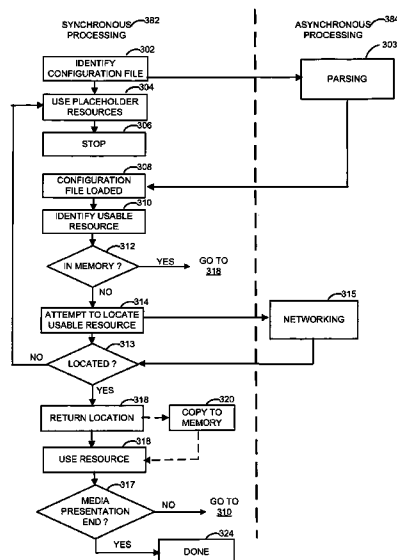 SYNCHRONOUS 382
PROCESSING
ASYNCHRONOUS 384
PROCESSING
302
IDENTIFY
CONFIGURATION FILE
303
PARSING
304
USE PLACEHOLDER
RESOURCES
306
STOP
308
CONFIGURATION
FILE LOADED
310
IDENTIFY USABLE
RESOURCE
312
IN MEMORY ?
YES
GO TO
318
NO
314
ATTEMPT TO LOCATE
USABLE RESOURCE
315
NETWORKING
313
LOCATED ?
NO
YES
318
RETURN LOCATION
320
COPY TO
MEMORY
318
USE RESOURCE
317
MEDIA
PRESENTATION
END ?
NO
GO TO
310
YES
324
DONE